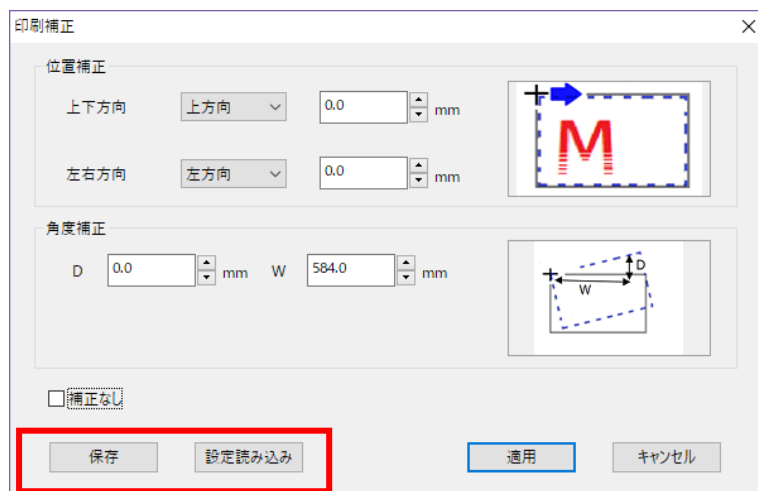 印刷補正
位置補正
上下方向 上方向 0.0 mm
M
左右方向 左方向 0.0 mm
角度補正
D 0.0 mm W 584.0 mm
D
W
補正なし
保存 設定読み込み 適用 キャンセル